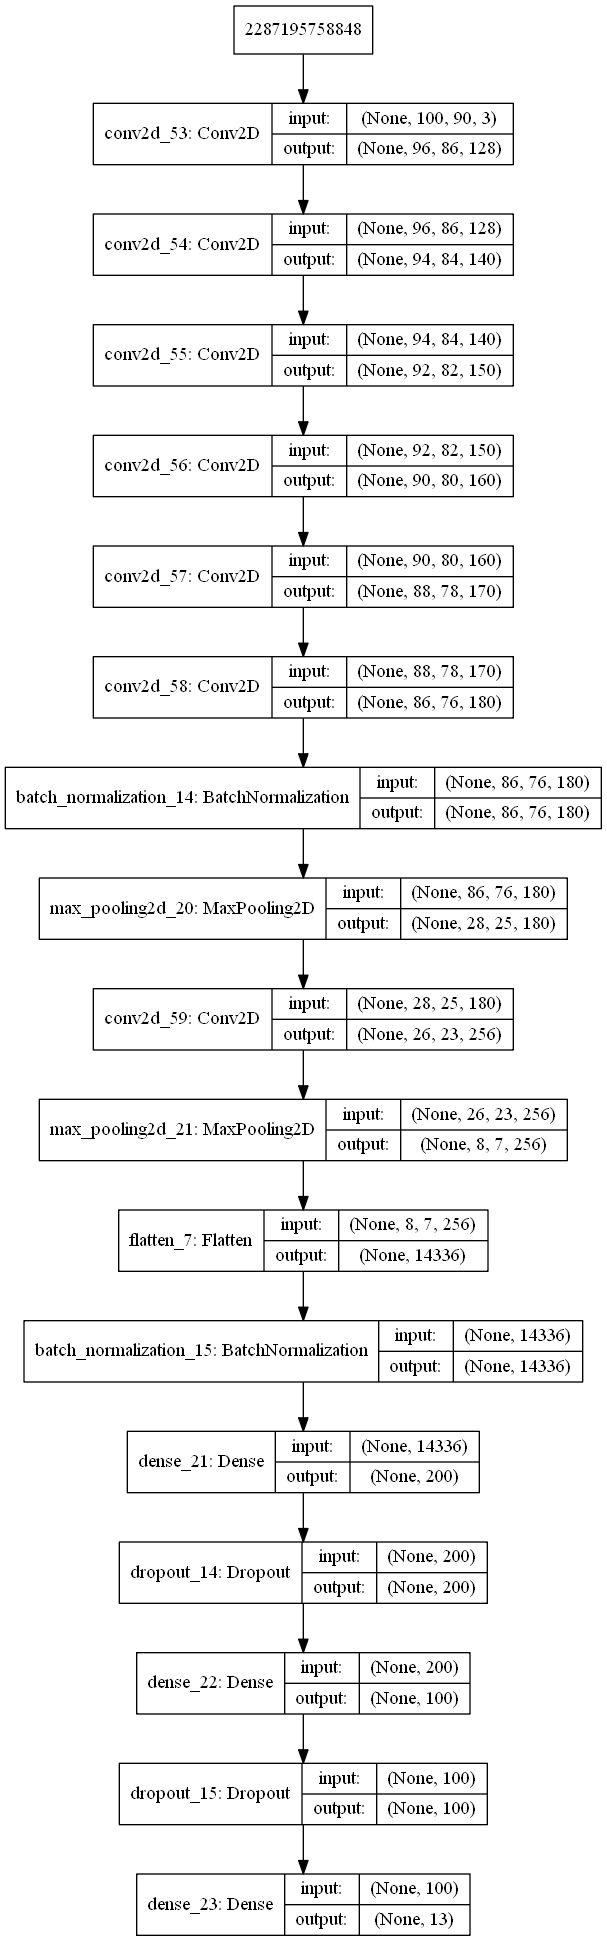 2287195758848
conv2d_53: Conv2D
input:
(None, 100, 90, 3)
output:
(None, 96, 86, 128)
conv2d_54: Conv2D
input:
(None, 96, 86, 128)
output:
(None, 94, 84, 140)
conv2d_55: Conv2D
input:
(None, 94, 84, 140)
output:
(None, 92, 82, 150)
conv2d_56: Conv2D
input:
(None, 92, 82, 150)
output:
(None, 90, 80, 160)
conv2d_57: Conv2D
input:
(None, 90, 80, 160)
output:
(None, 88, 78, 170)
conv2d_58: Conv2D
input:
(None, 88, 78, 170)
output:
(None, 86, 76, 180)
batch_normalization_14: BatchNormalization
input:
(None, 86, 76, 180)
output:
(None, 86, 76, 180)
max_pooling2d_20: MaxPooling2D
input:
(None, 86, 76, 180)
output:
(None, 28, 25, 180)
conv2d_59: Conv2D
input:
(None, 28, 25, 180)
output:
(None, 26, 23, 256)
max_pooling2d_21: MaxPooling2D
input:
(None, 26, 23, 256)
output:
(None, 8, 7, 256)
flatten_7: Flatten
input:
(None, 8, 7, 256)
output:
(None, 14336)
batch_normalization_15: BatchNormalization
input:
(None, 14336)
output:
(None, 14336)
dense_21: Dense
input:
(None, 14336)
output:
(None, 200)
dropout_14: Dropout
input:
(None, 200)
output:
(None, 200)
dense_22: Dense
input:
(None, 200)
output:
(None, 100)
dropout_15: Dropout
input:
(None, 100)
output:
(None, 100)
dense_23: Dense
input:
(None, 100)
output:
(None, 13)